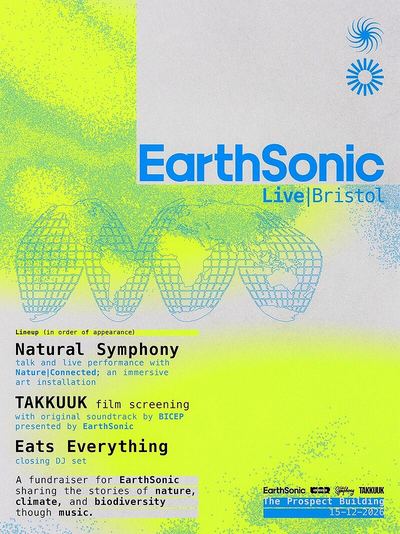 EarthSonic
Live|Bristol
Lineup (in order of appearance)
Natural Symphony
talk and live performance with
Nature|Connected; an immersive
art installation
TAKKUUK film screening
with original soundtrack by BICEP
presented by EarthSonic
Eats Everything
closing DJ set
A fundraiser for EarthSonic
sharing the stories of nature,
climate, and biodiversity
though music.
EarthSonic TAKKUUK
The Prospect Building
15-12-2026